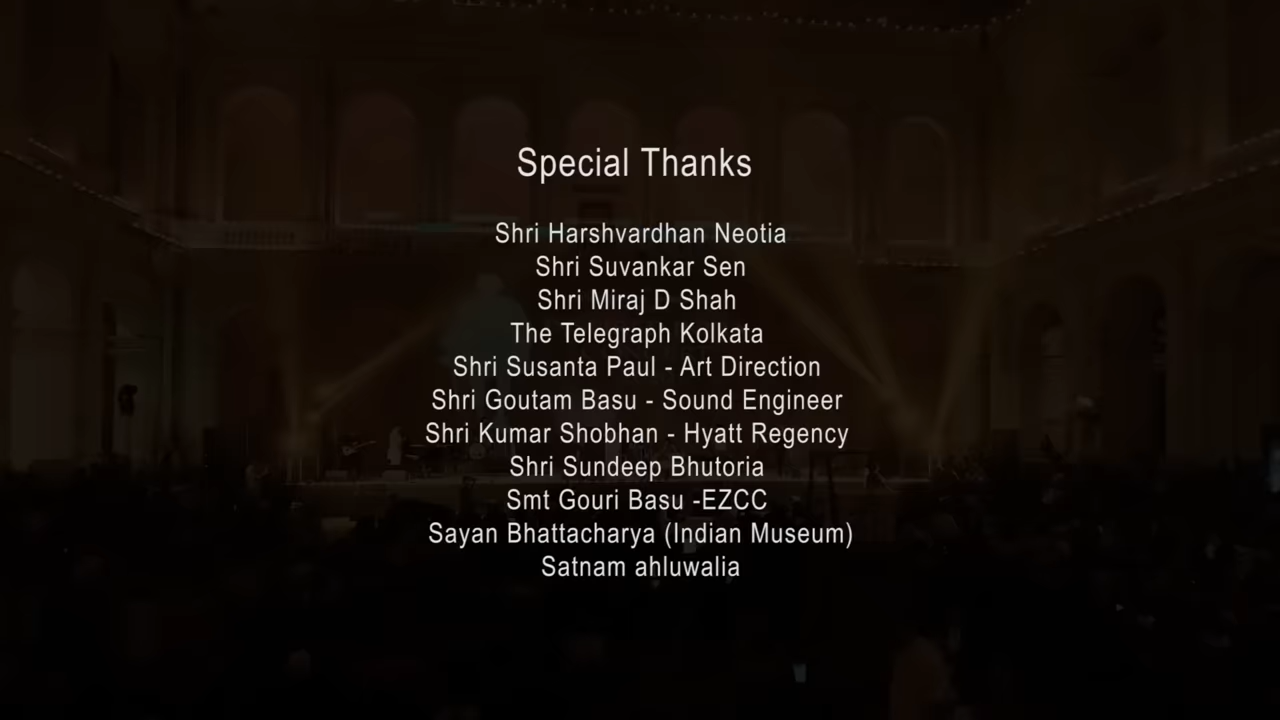 Special Thanks
Shri Harshvardhan Neotia
Shri Suvankar Sen
Shri Miraj D Shah
The Telegraph Kolkata
Shri Susanta Paul - Art Direction
Shri Goutam Basu - Sound Engineer
Shri Kumar Shobhan - Hyatt Regency
Shri Sundeep Bhutoria
Smt Gouri Basu -EZCC
Sayan Bhattacharya (Indian Museum)
Satnam ahluwalia